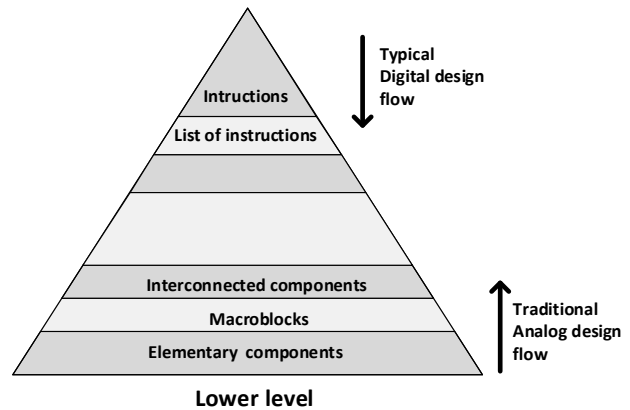 Intructions
List of instructions
Interconnected components
Macroblocks
Elementary components
Lower level
Typical
Digital design
flow
Traditional
Analog design
flow